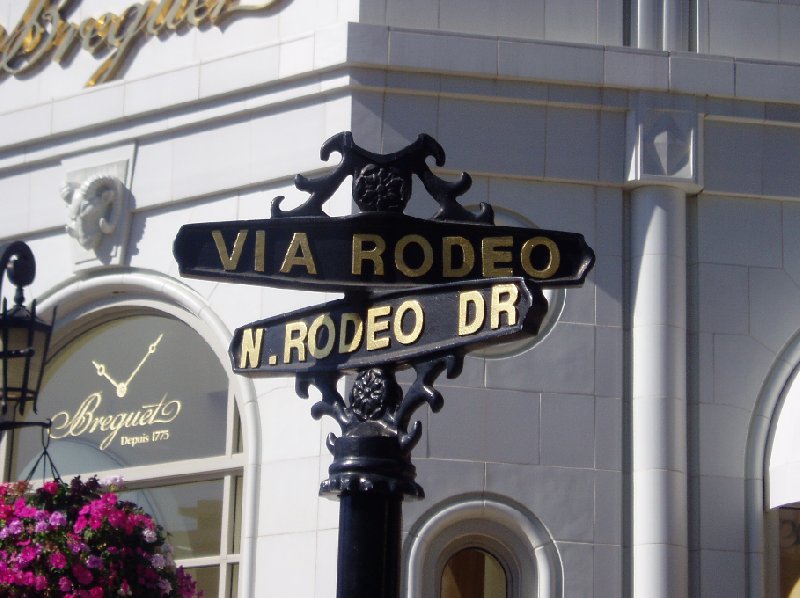 Breguet
VIA RODEO
N. RODEO DR
Breguet
Depuis 1775